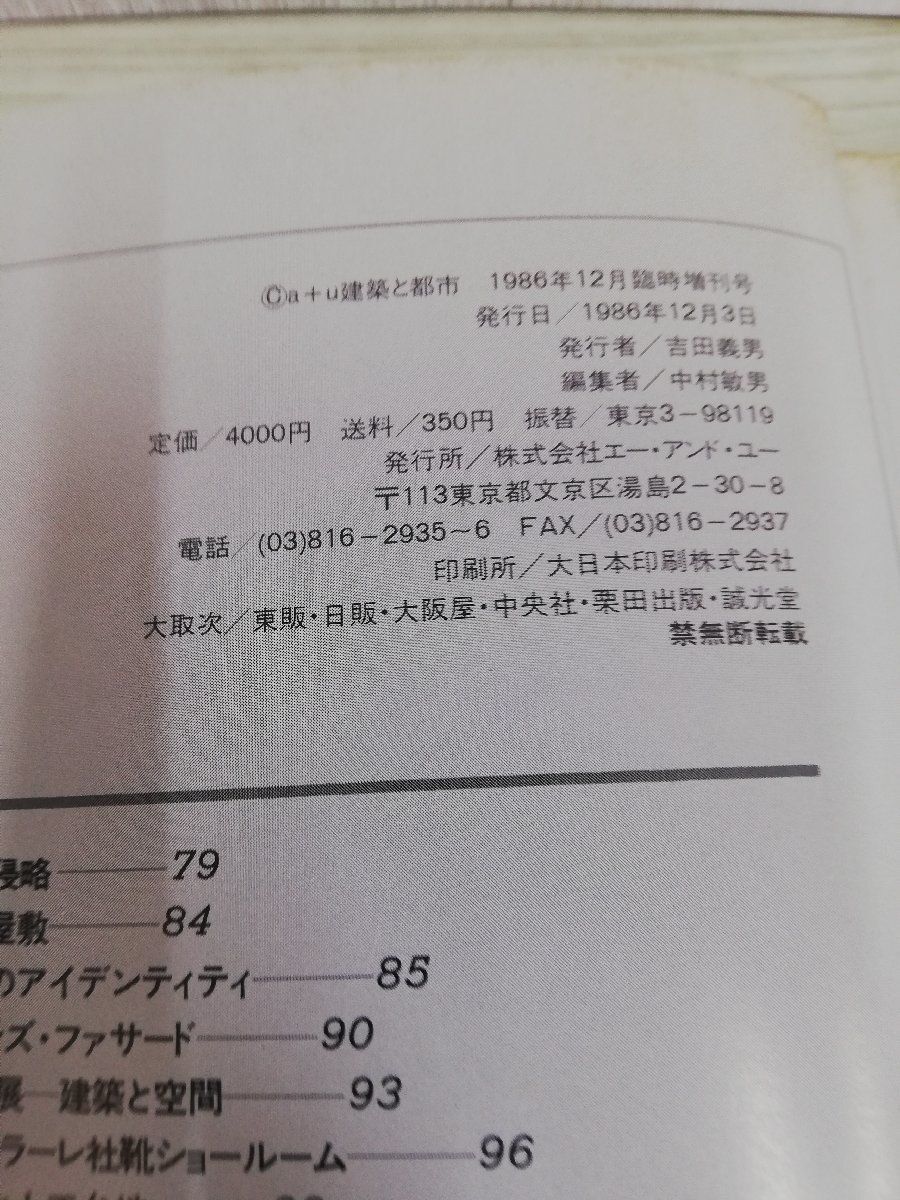 Ⓒa＋u建築と都市　1986年12月臨時増刊号
発行日／1986年12月3日
発行者／吉田義男
編集者／中村敏男
定価／4000円　送料／350円　振替／東京3－98119
発行所／株式会社エー・アンド・ユー
〒113東京都文京区湯島2－30－8
電話／(03)816－2935〜6　FAX／(03)816－2937
印刷所／大日本印刷株式会社
大取次／東販・日販・大阪屋・中央社・栗田出版・誠光堂
禁無断転載
侵略──79
屋敷──84
のアイデンティティ──85
ズ・ファサード──90
展─建築と空間──93
ラーレ社靴ショールーム──96